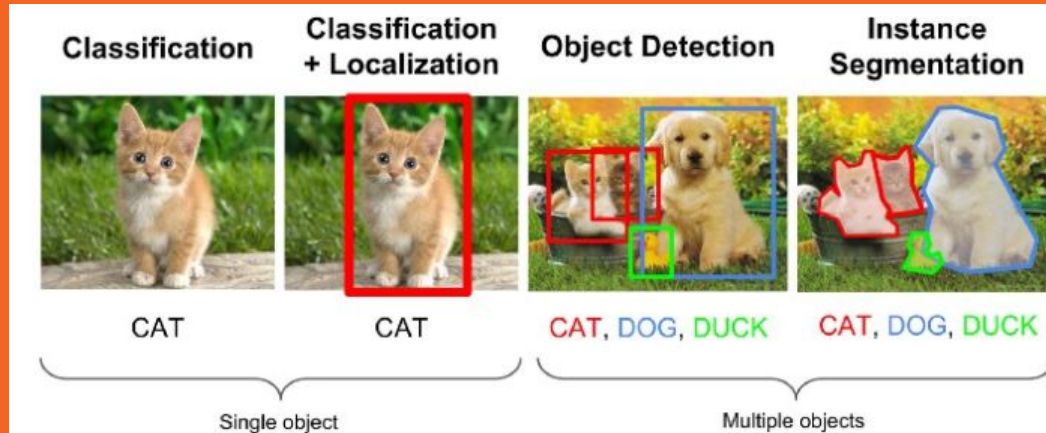 Classification
Classification
+ Localization
Object Detection
Instance
Segmentation
CAT
CAT
CAT, DOG, DUCK
CAT, DOG, DUCK
Single object
Multiple objects